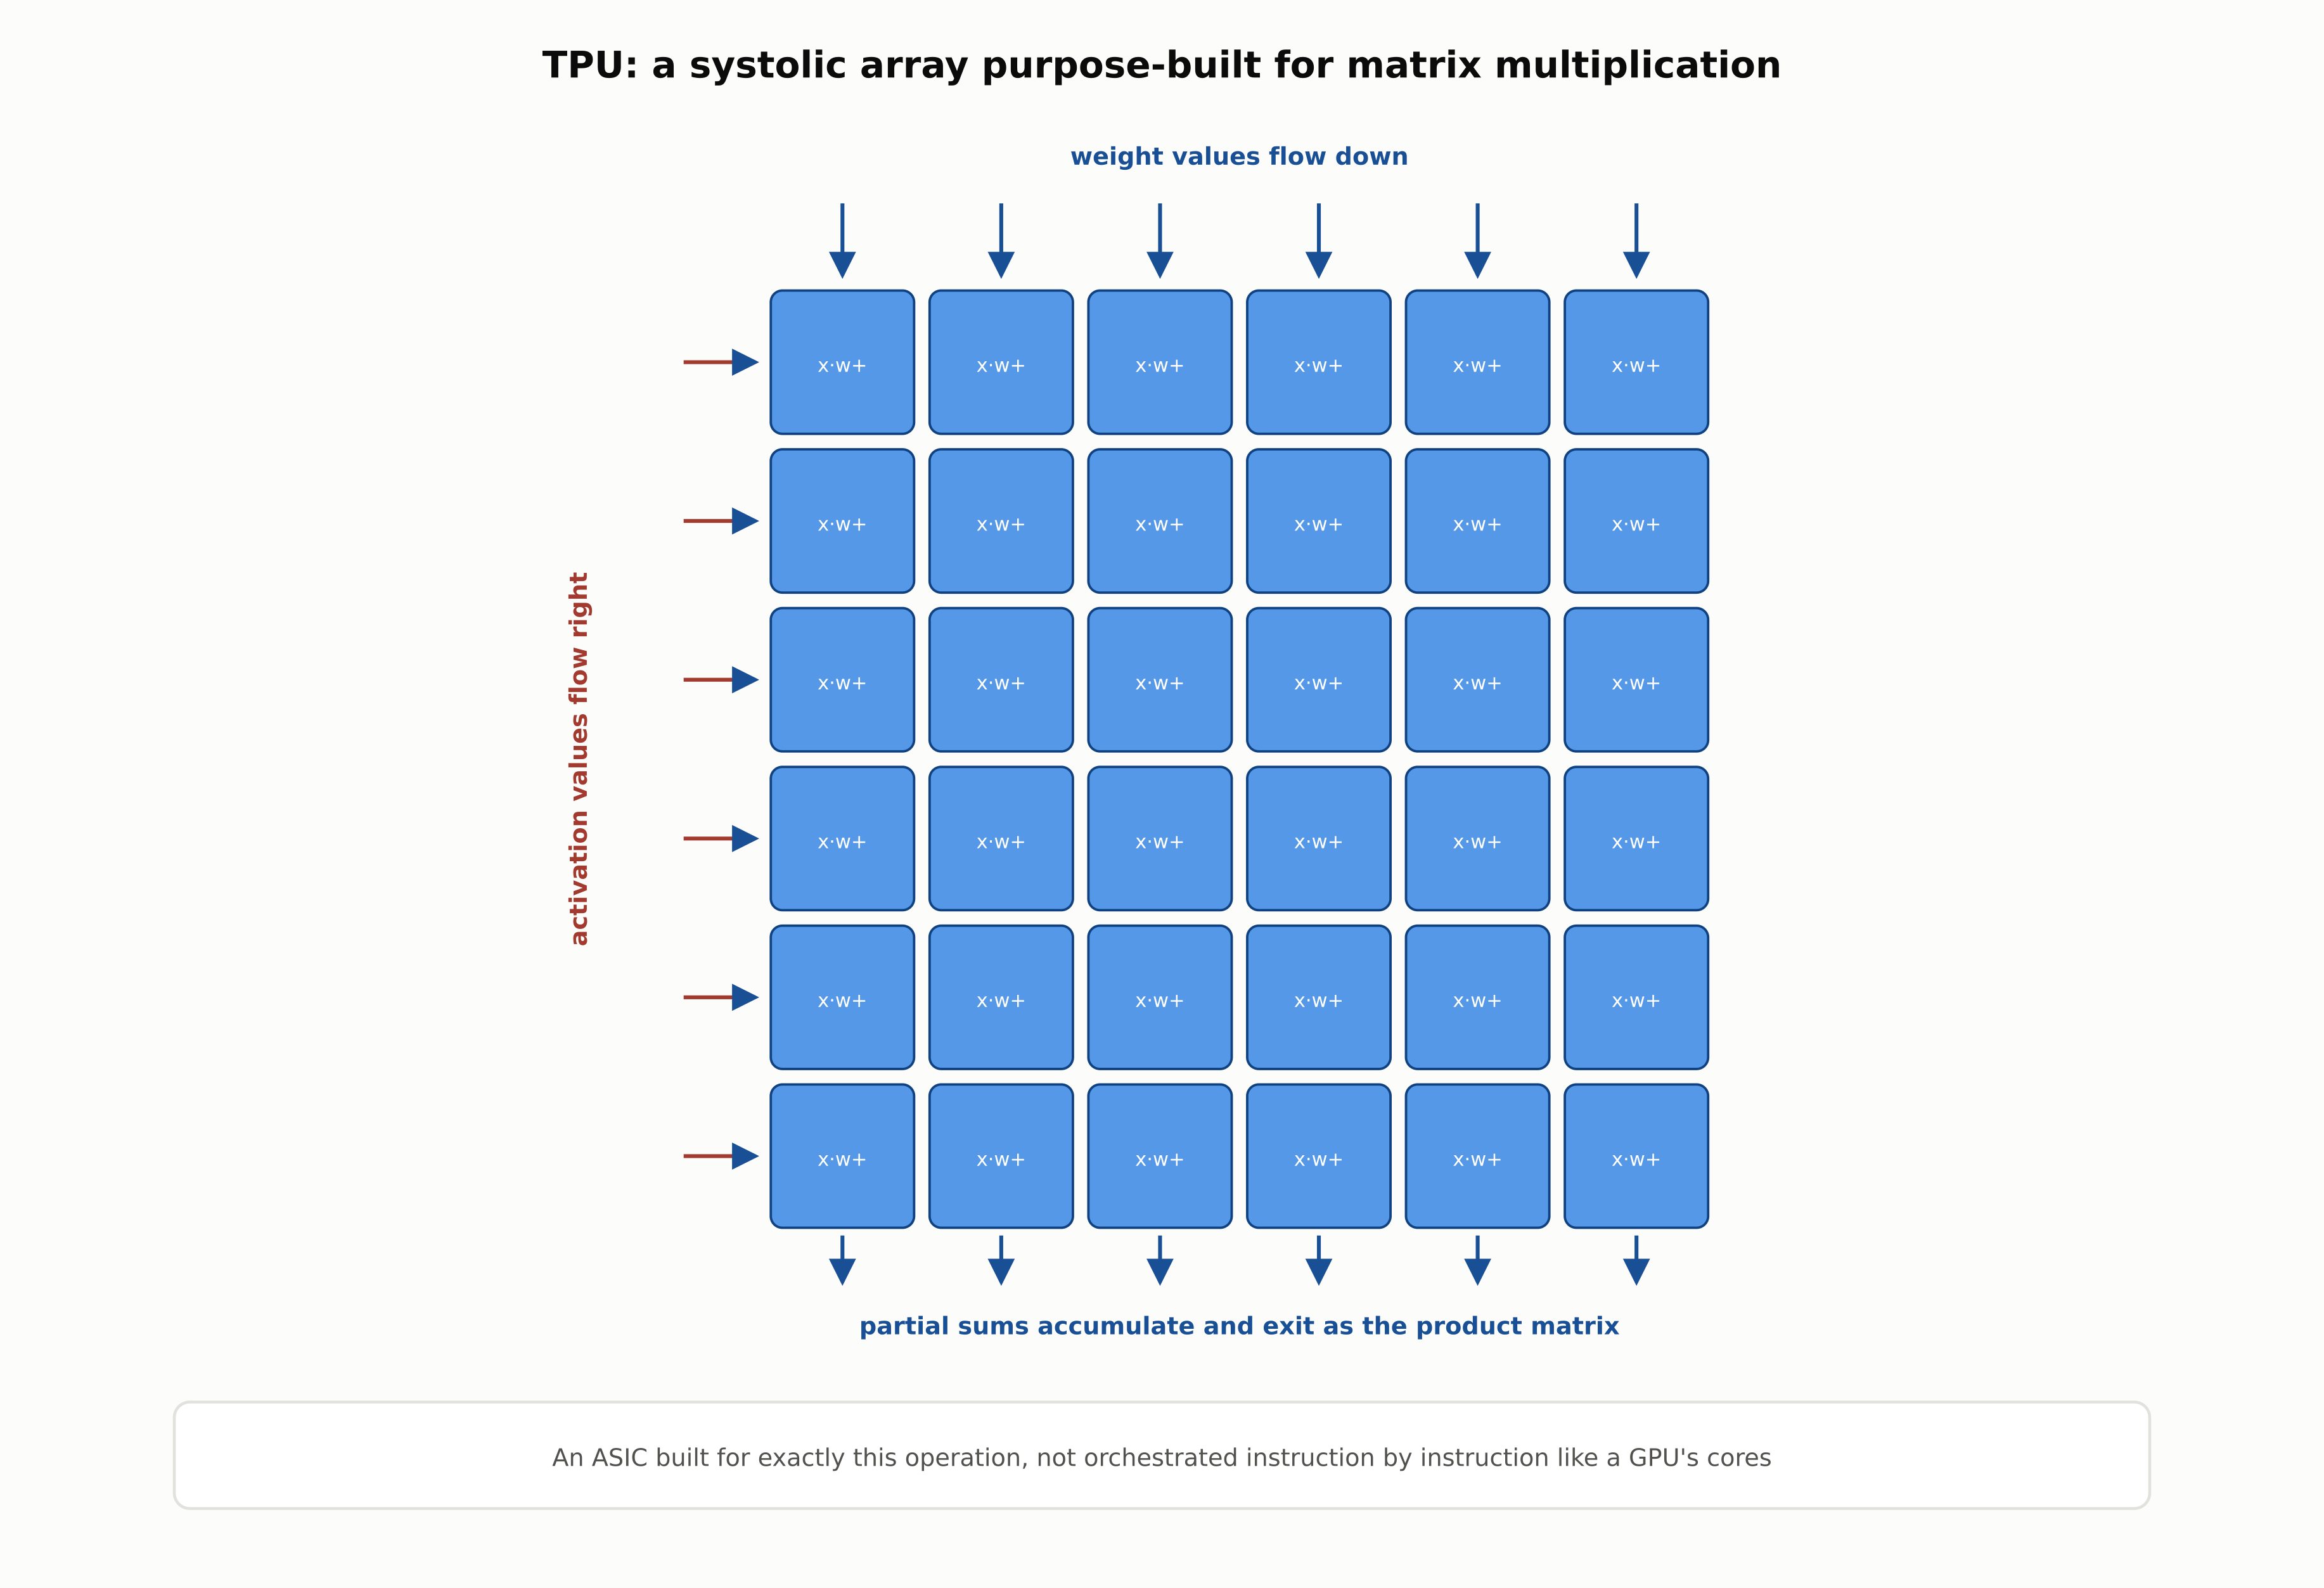 TPU: a systolic array purpose-built for matrix multiplication
weight values flow down
activation values flow right
x·w+ x·w+ x·w+ x·w+ x·w+ x·w+
x·w+ x·w+ x·w+ x·w+ x·w+ x·w+
x·w+ x·w+ x·w+ x·w+ x·w+ x·w+
x·w+ x·w+ x·w+ x·w+ x·w+ x·w+
x·w+ x·w+ x·w+ x·w+ x·w+ x·w+
x·w+ x·w+ x·w+ x·w+ x·w+ x·w+
partial sums accumulate and exit as the product matrix
An ASIC built for exactly this operation, not orchestrated instruction by instruction like a GPU's cores